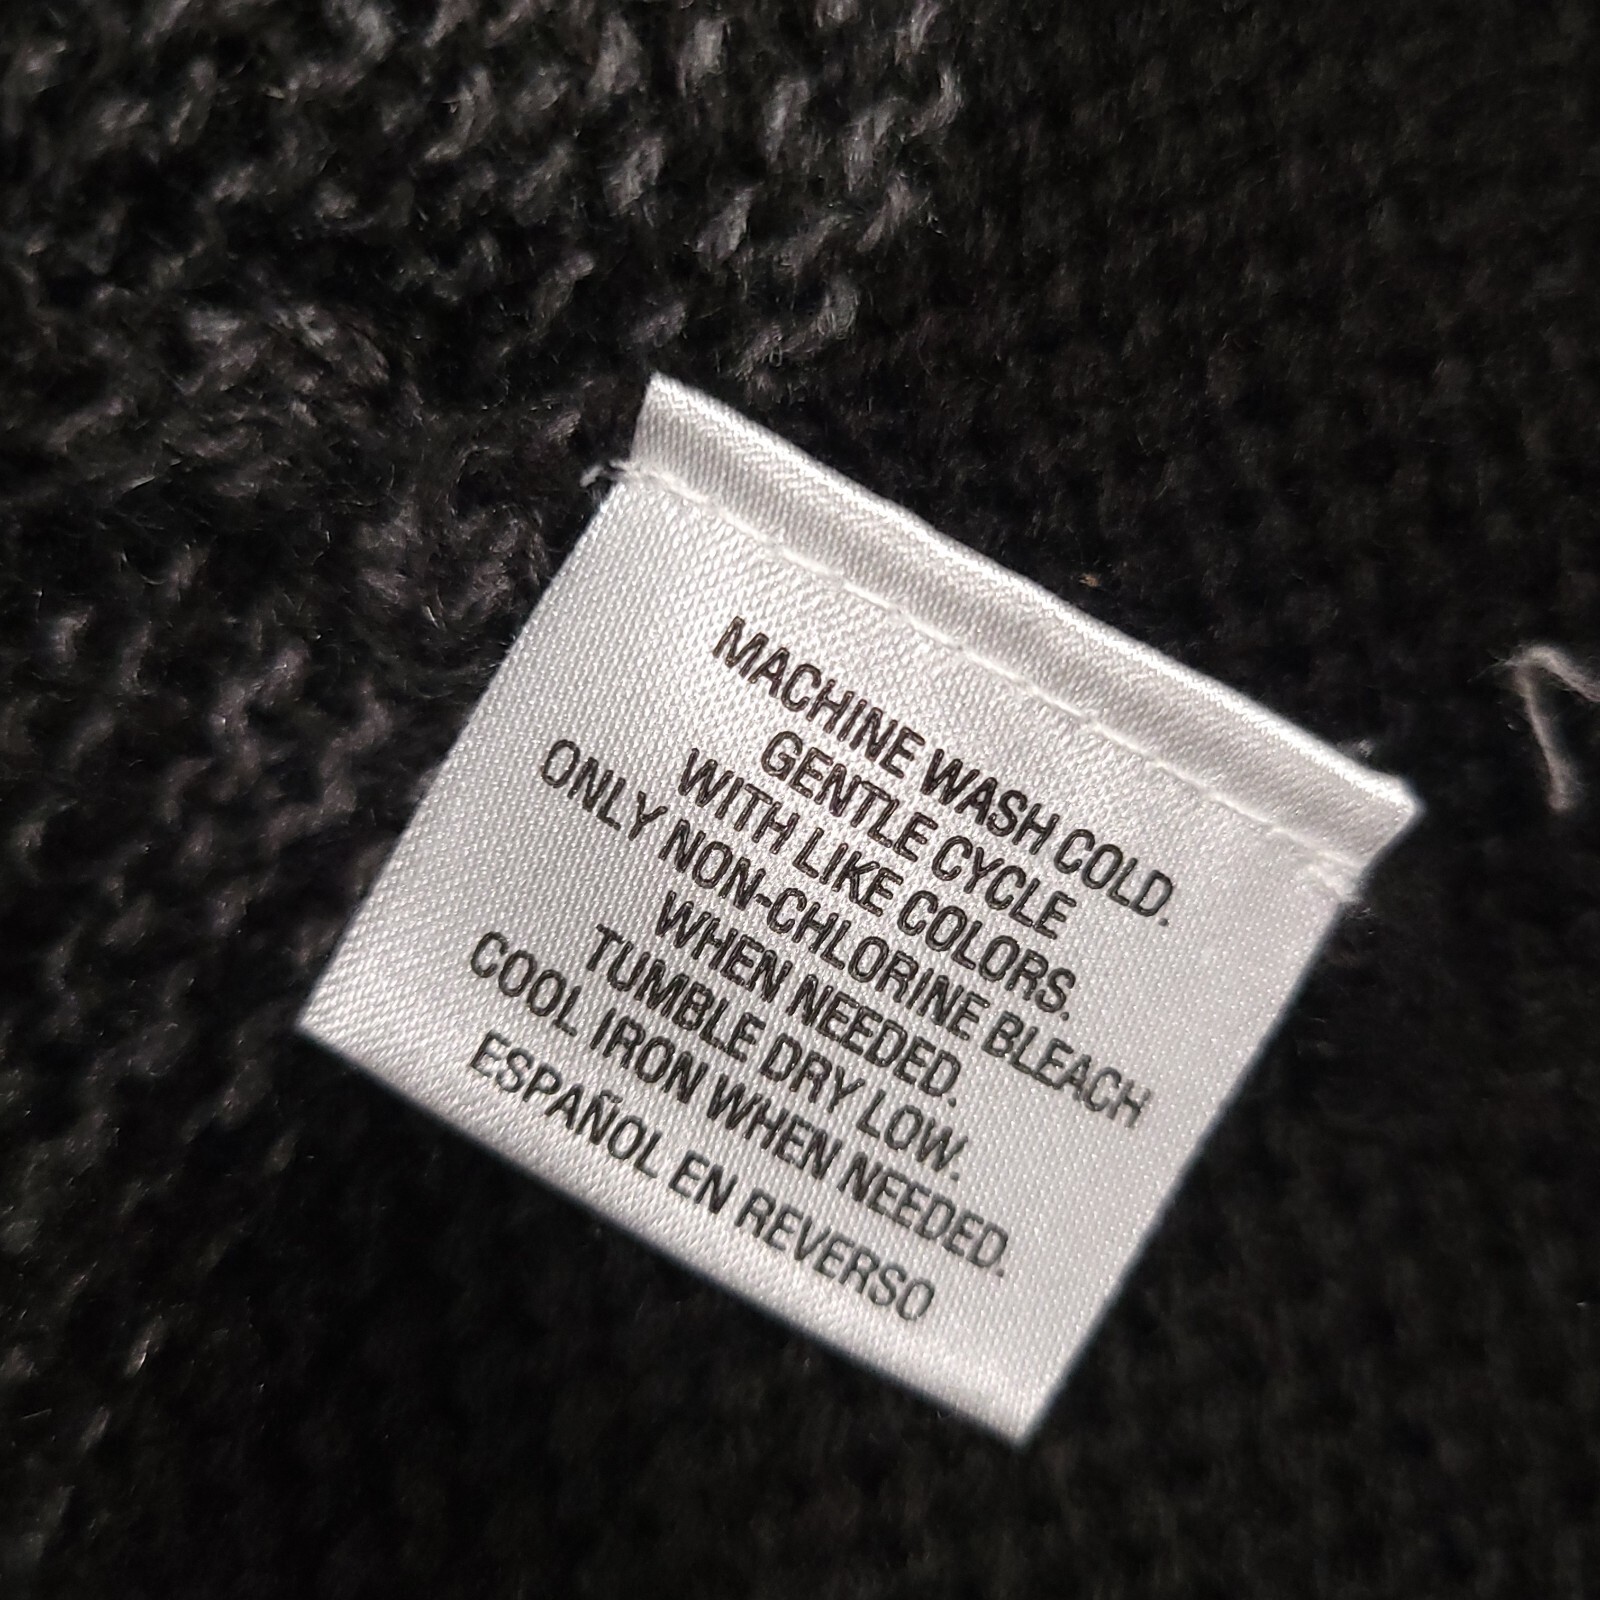 MACHINE WASH COLD.
GENTLE CYCLE
WITH LIKE COLORS.
ONLY NON-CHLORINE BLEACH
WHEN NEEDED.
TUMBLE DRY LOW.
COOL IRON WHEN NEEDED.
ESPAÑOL EN REVERSO